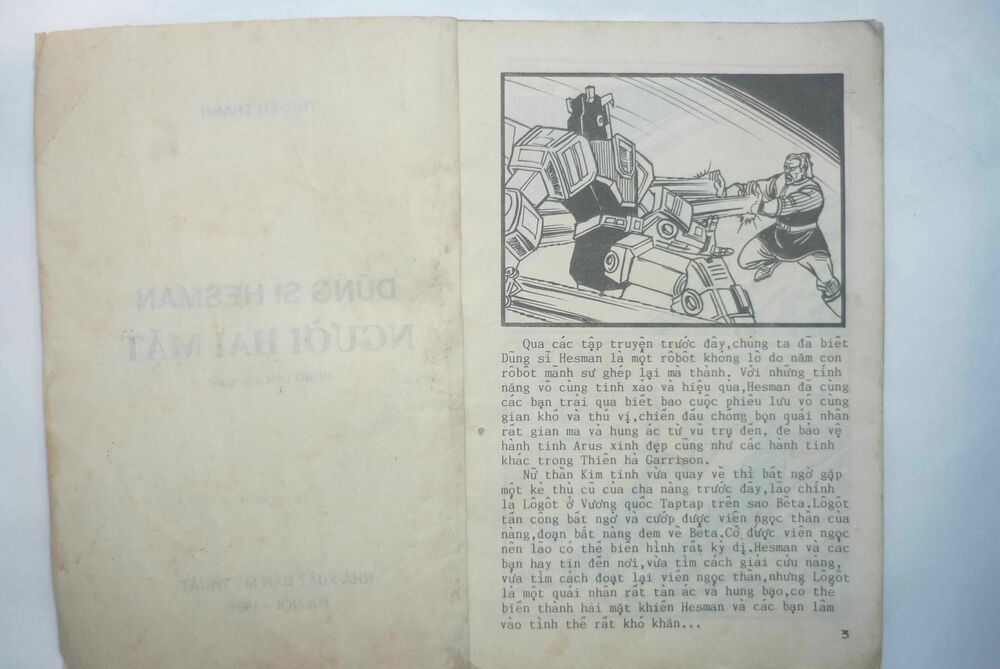 TRUYỆN TRANH
DŨNG SĨ HESMAN
NGƯỜI HAI MẶT
HÙNG LÂN phóng tác
NHÀ XUẤT BẢN MỸ THUẬT
HÀ NỘI - 1996
Qua các tập truyện trước đây,chúng ta đã biết
Dũng sĩ Hesman là một rôbôt khổng lồ do năm con
rôbôt mãnh sư ghép lại mà thành. Với những tính
năng vô cùng tinh xảo và hiệu quả,Hesman đã cùng
các bạn trải qua biết bao cuộc phiêu lưu vô cùng
gian khổ và thú vị,chiến đấu chống bọn quái nhân
rất gian ma và hung ác từ vũ trụ đến, để bảo vệ
hành tinh Arus xinh đẹp cũng như các hành tinh
khác trong Thiên hà Garrison.
Nữ thần Kim tinh vừa quay về thì bất ngờ gặp
một kẻ thù cũ của cha nàng trước đây,lão chính
là Lôgôt ở Vương quốc Taptap trên sao Bêta.Lôgôt
tấn công bất ngờ và cướp được viên ngọc thần của
nàng,đoạn bắt nàng đem về Bêta.Có được viên ngọc
nên lão có thể biến hình rất kỳ dị.Hesman và các
bạn hay tin đến nơi,vừa tìm cách giải cứu nàng,
vừa tìm cách đoạt lại viên ngọc thần,nhưng Lôgôt
là một quái nhân rất tàn ác và hung bạo,có thể
biến thành hai mặt khiến Hesman và các bạn lâm
vào tình thế rất khó khăn...
3